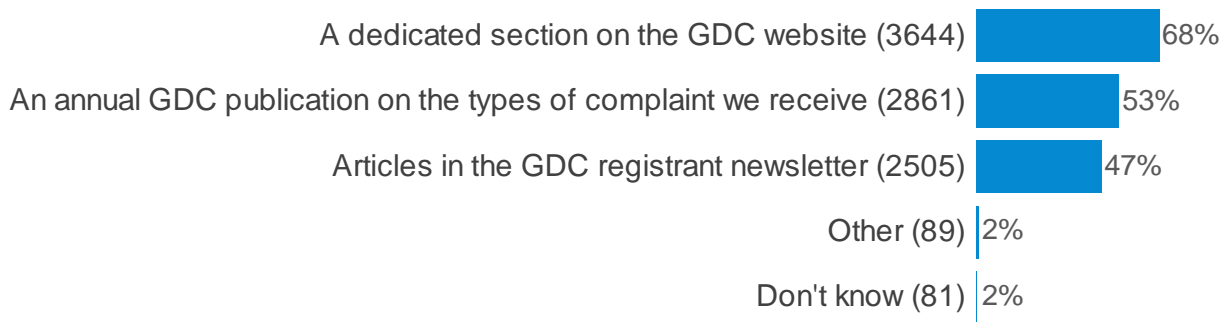 A dedicated section on the GDC website (3644) 68%
An annual GDC publication on the types of complaint we receive (2861) 53%
Articles in the GDC registrant newsletter (2505) 47%
Other (89) 2%
Don't know (81) 2%